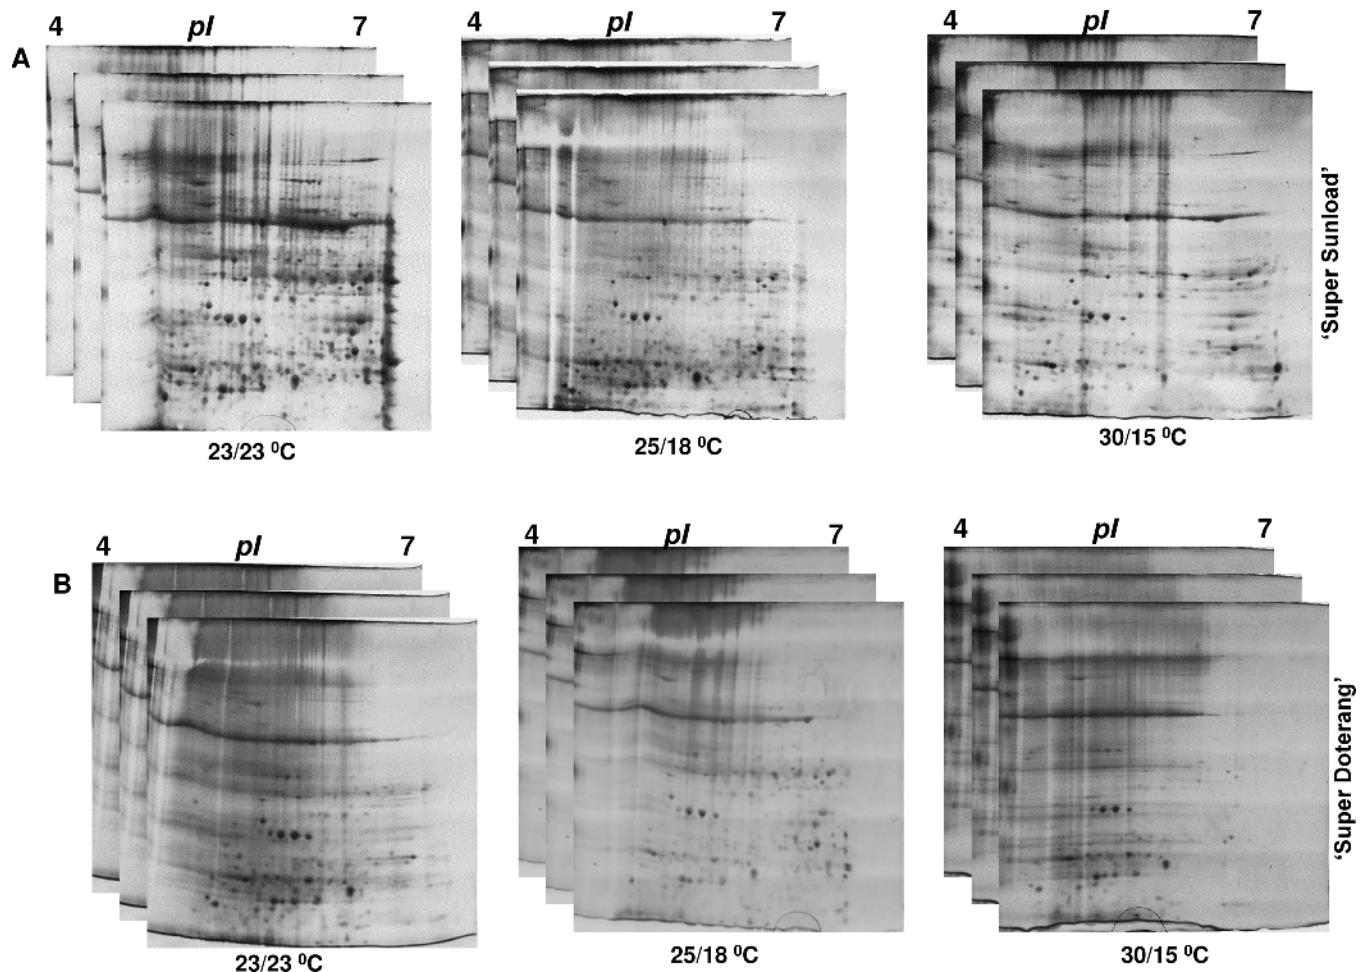 4 pI 7 4 pI 7 4 pI 7
A
'Super Sunload'
23/23 ⁰C 25/18 ⁰C 30/15 ⁰C
4 pI 7 4 pI 7 4 pI 7
B
'Super Doterang'
23/23 ⁰C 25/18 ⁰C 30/15 ⁰C